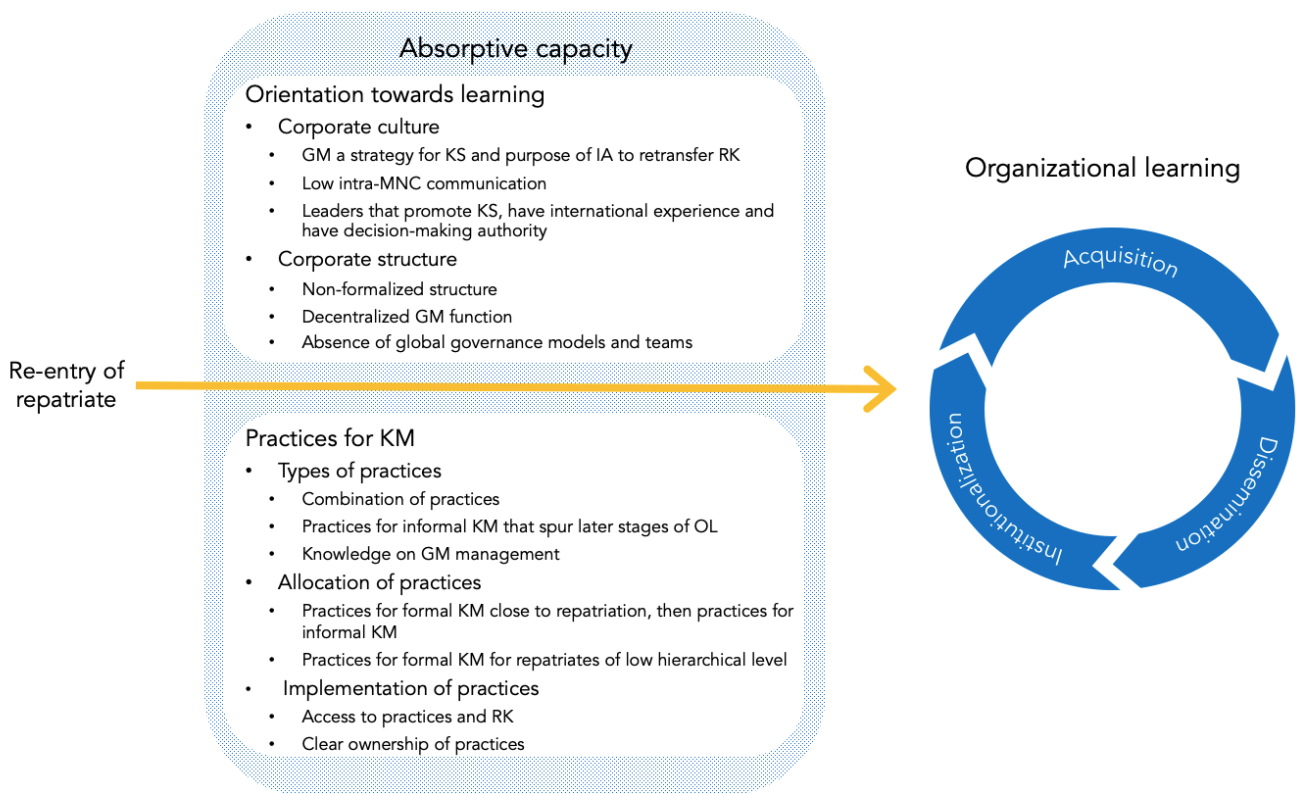 Absorptive capacity
Orientation towards learning
• Corporate culture
• GM a strategy for KS and purpose of IA to retransfer RK
• Low intra-MNC communication
• Leaders that promote KS, have international experience and
have decision-making authority
• Corporate structure
• Non-formalized structure
• Decentralized GM function
• Absence of global governance models and teams
Re-entry of
repatriate
Practices for KM
• Types of practices
• Combination of practices
• Practices for informal KM that spur later stages of OL
• Knowledge on GM management
• Allocation of practices
• Practices for formal KM close to repatriation, then practices for
informal KM
• Practices for formal KM for repatriates of low hierarchical level
• Implementation of practices
• Access to practices and RK
• Clear ownership of practices
Organizational learning
Acquisition
Dissemination
Institutionalization